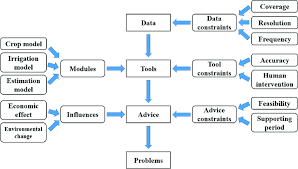 Coverage
Data
Data
constraints
Resolution
Frequency
Crop model
Irrigation
model
Estimation
model
Modules
Tools
Tool
constraints
Accuracy
Human
intervention
Economic
effect
Environmental
change
Influences
Advice
Advice
constraints
Feasibility
Supporting
period
Problems